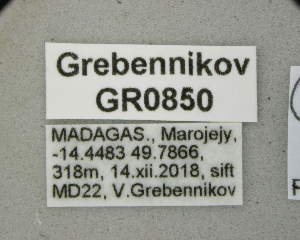 Grebennikov
GR0850
MADAGAS., Marojejy,
-14.4483 49.7866,
318m, 14.xii.2018, sift
MD22, V.Grebennikov